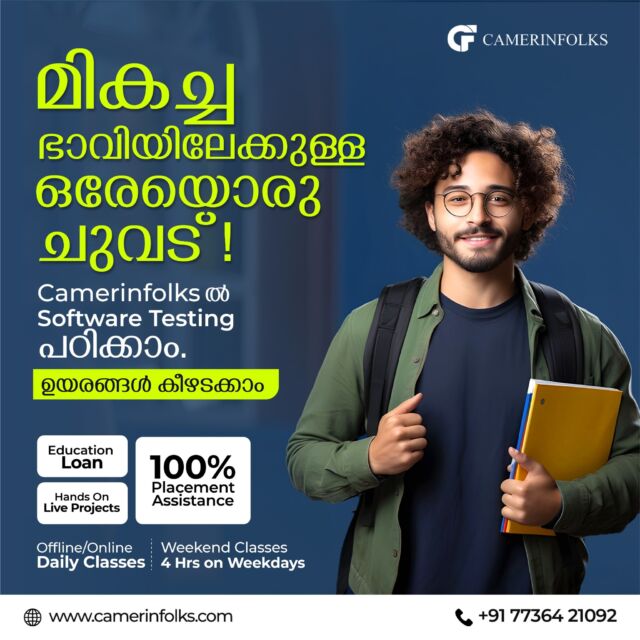 CAMERINFOLKS
മികച്ച
ഭാവിയിലേക്കുള്ള
ഒരേയൊരു
ചുവട് !
Camerinfolks ൽ
Software Testing
പഠിക്കാം.
ഉയരങ്ങൾ കീഴടക്കാം
Education
Loan
Hands On
Live Projects
100%
Placement
Assistance
Offline/Online
Daily Classes
Weekend Classes
4 Hrs on Weekdays
www.camerinfolks.com
+91 77364 21092